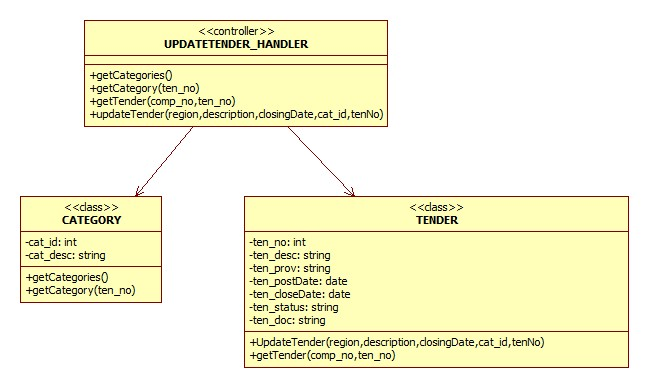 <<controller>>
UPDATETENDER_HANDLER
+getCategories()
+getCategory(ten_no)
+getTender(comp_no,ten_no)
+updateTender(region,description,closingDate,cat_id,tenNo)
<<class>>
CATEGORY
-cat_id: int
-cat_desc: string
+getCategories()
+getCategory(ten_no)
<<class>>
TENDER
-ten_no: int
-ten_desc: string
-ten_prov: string
-ten_postDate: date
-ten_closeDate: date
-ten_status: string
-ten_doc: string
+UpdateTender(region,description,closingDate,cat_id,tenNo)
+getTender(comp_no,ten_no)